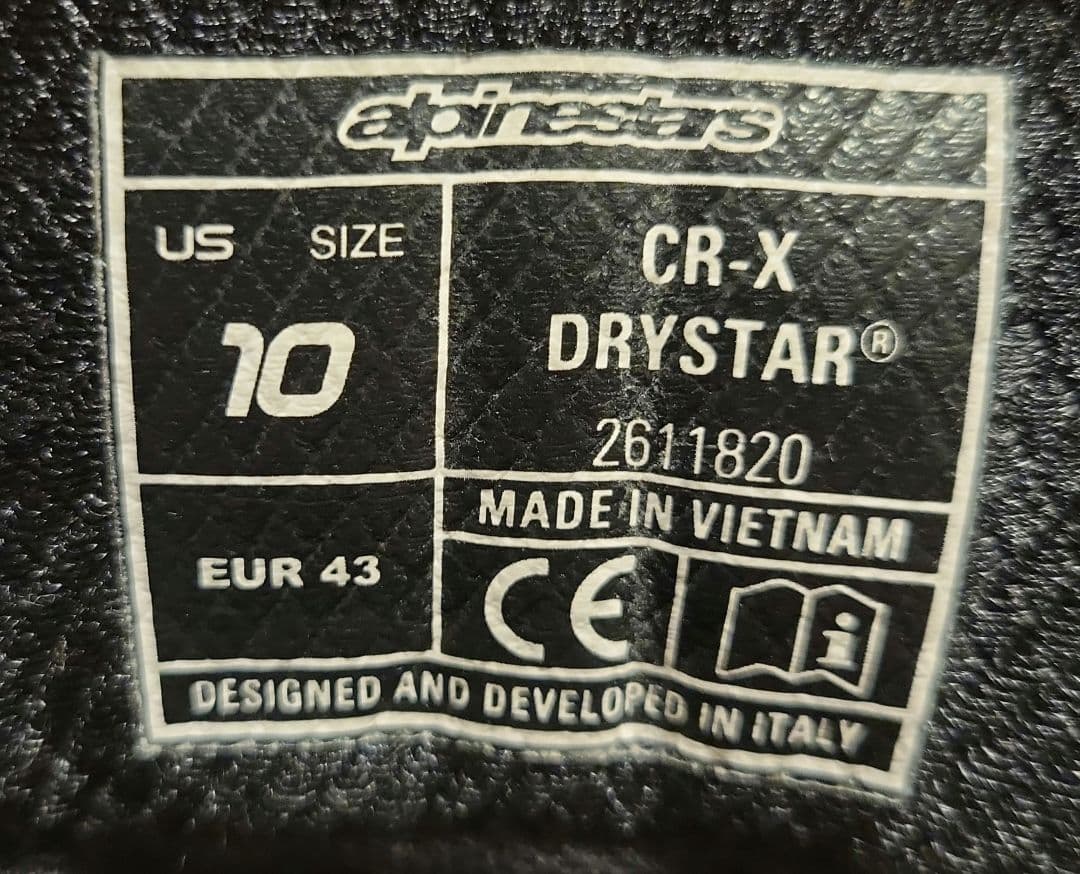 alpinestars
US SIZE
10
EUR 43
CR-X
DRYSTAR®
2611820
MADE IN VIETNAM
CE
i
DESIGNED AND DEVELOPED IN ITALY